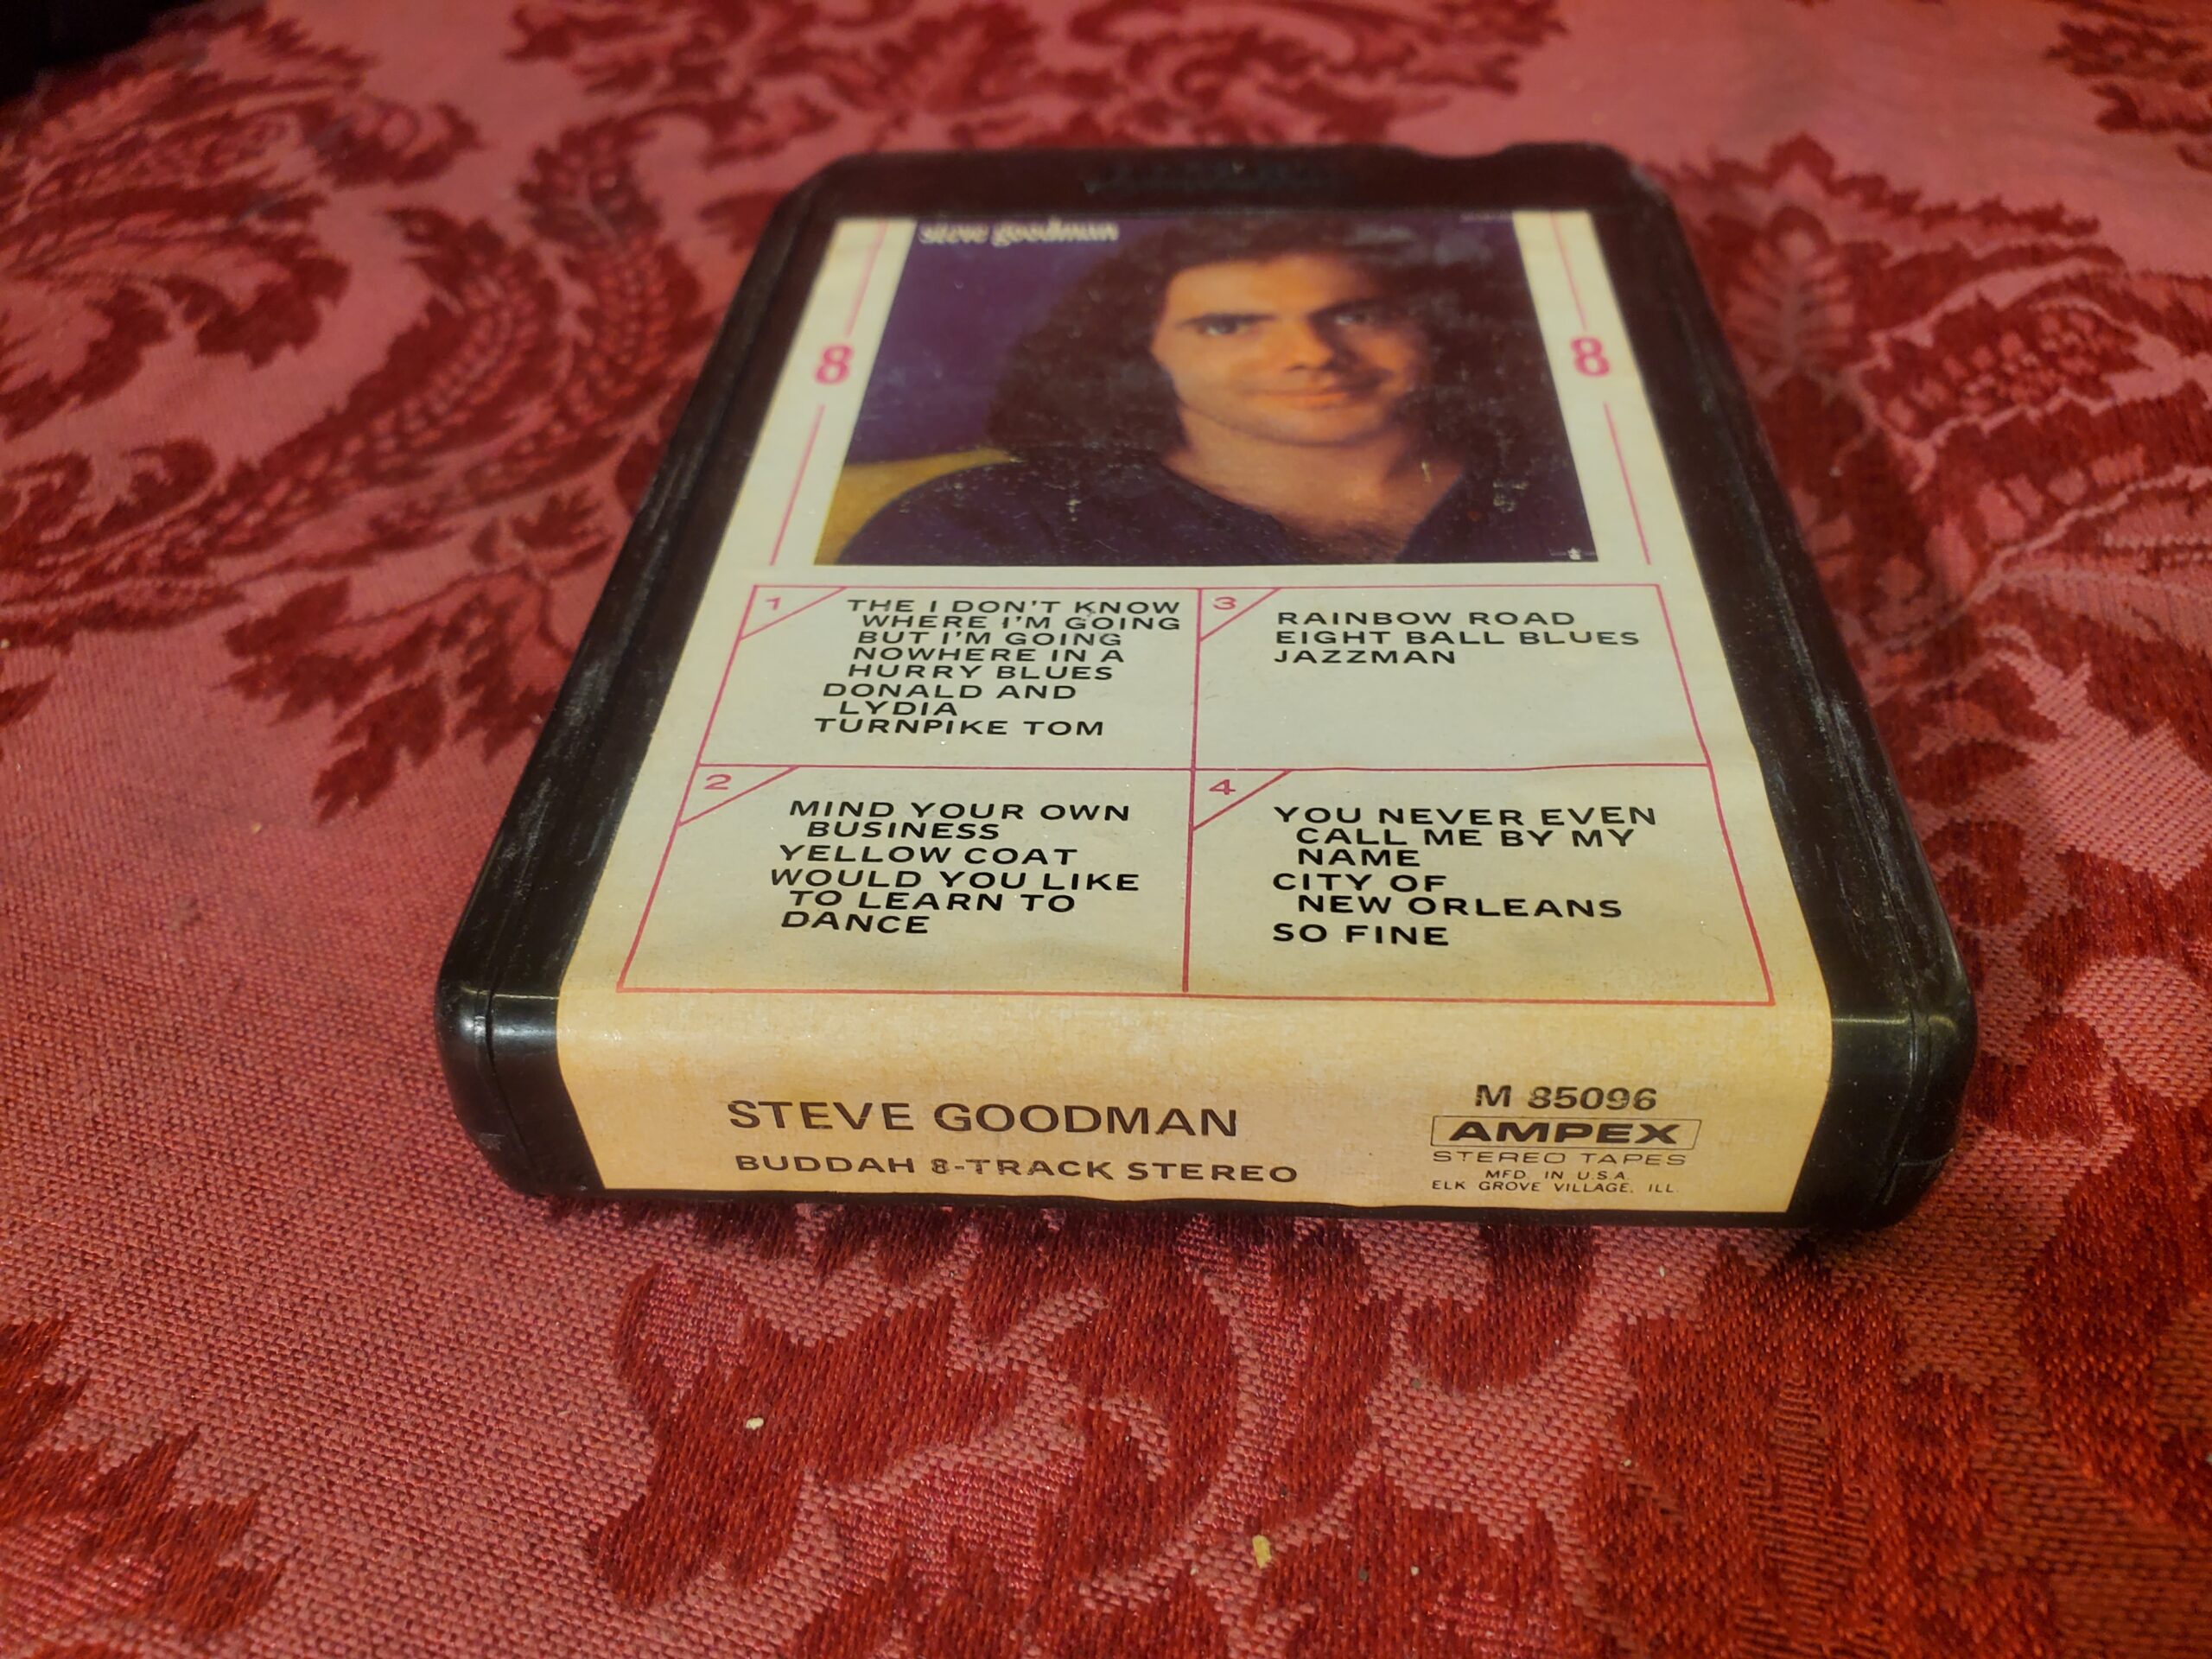 steve goodman
8
8
1
THE I DON'T KNOW
WHERE I'M GOING
BUT I'M GOING
NOWHERE IN A
HURRY BLUES
DONALD AND
LYDIA
TURNPIKE TOM
2
MIND YOUR OWN
BUSINESS
YELLOW COAT
WOULD YOU LIKE
TO LEARN TO
DANCE
3
RAINBOW ROAD
EIGHT BALL BLUES
JAZZMAN
4
YOU NEVER EVEN
CALL ME BY MY
NAME
CITY OF
NEW ORLEANS
SO FINE
STEVE GOODMAN
BUDDAH 8-TRACK STEREO
M 85096
AMPEX
STEREO TAPES
MFD. IN U.S.A.
ELK GROVE VILLAGE, ILL.